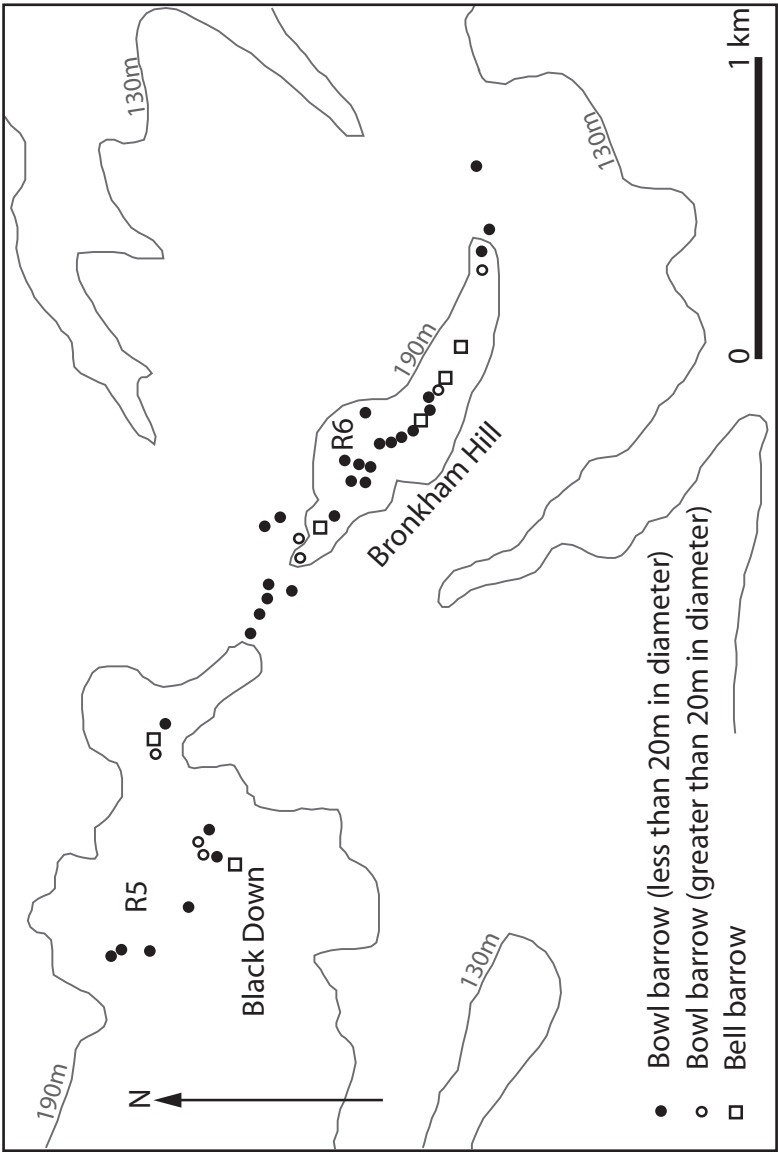 130m
130m
190m
R6
Bronkham Hill
R5
Black Down
190m
130m
N
0 1 km
Bowl barrow (less than 20m in diameter)
Bowl barrow (greater than 20m in diameter)
Bell barrow